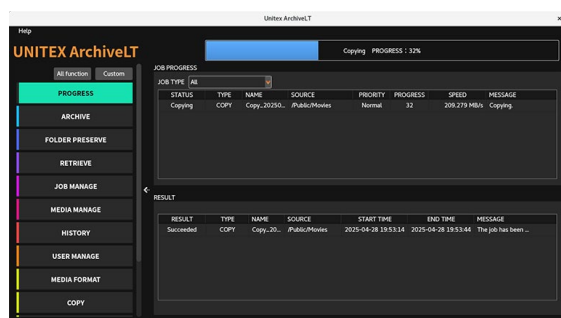 Unitex ArchiveLT
×
Help
UNITEX ArchiveLT
Copying PROGRESS : 32%
All function Custom
PROGRESS
ARCHIVE
FOLDER PRESERVE
RETRIEVE
JOB MANAGE
MEDIA MANAGE
HISTORY
USER MANAGE
MEDIA FORMAT
COPY
JOB PROGRESS
JOB TYPE All
STATUS TYPE NAME SOURCE PRIORITY PROGRESS SPEED MESSAGE
Copying COPY Copy_20250... /Public/Movies Normal 32 209.279 MB/s Copying.
RESULT
RESULT TYPE NAME SOURCE START TIME END TIME MESSAGE
Succeeded COPY Copy_20... /Public/Movies 2025-04-28 19:53:14 2025-04-28 19:53:44 The job has been ...